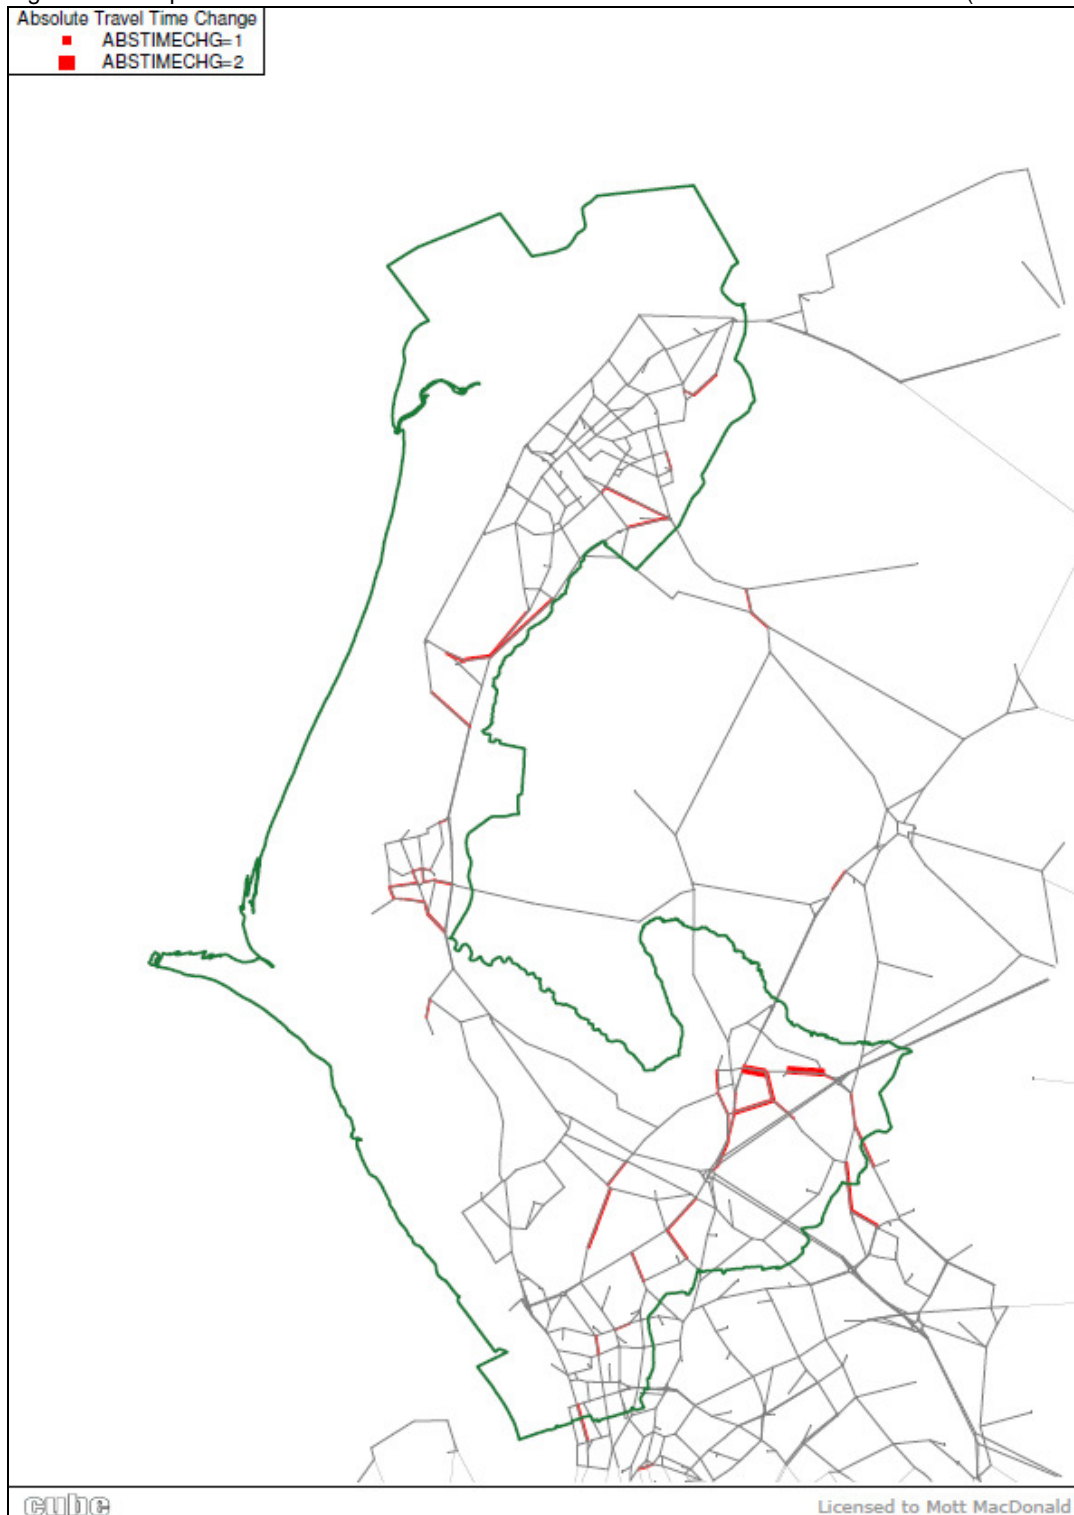 Absolute Travel Time Change
ABSTIMECHG=1
ABSTIMECHG=2
cube
Licensed to Mott MacDonald